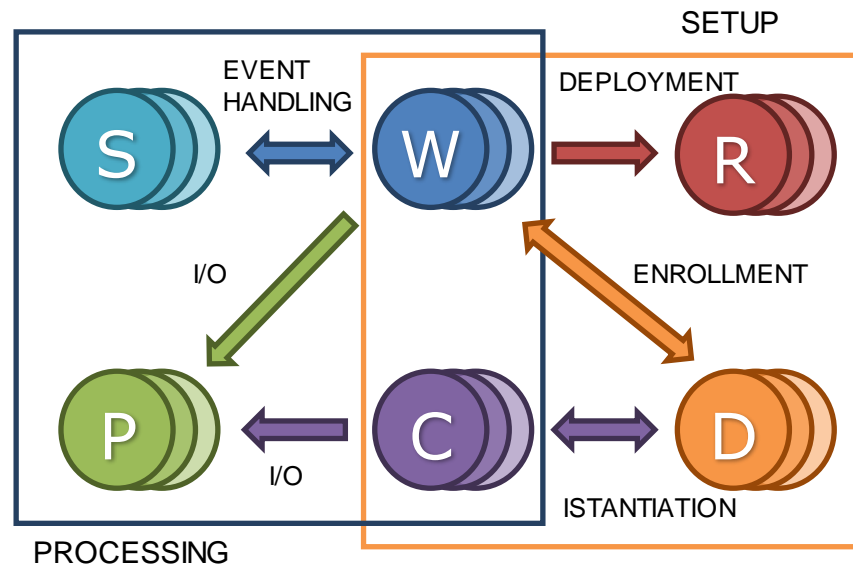 SETUP
EVENT
HANDLING
DEPLOYMENT
S
W
R
I/O
ENROLLMENT
P
C
D
I/O
ISTANTIATION
PROCESSING